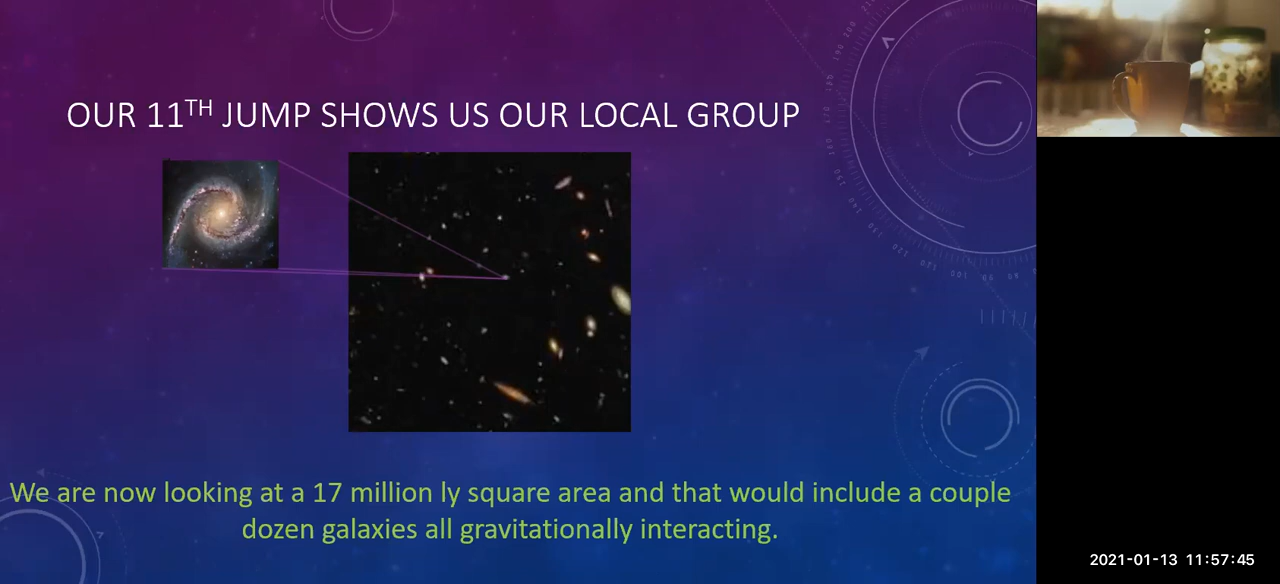 OUR 11TH JUMP SHOWS US OUR LOCAL GROUP
We are now looking at a 17 million ly square area and that would include a couple
dozen galaxies all gravitationally interacting.
2021-01-13 11:57:45